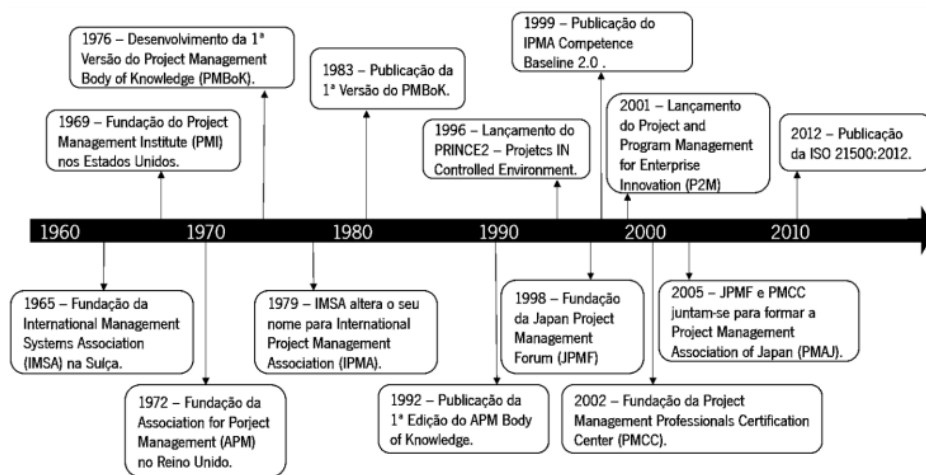 1976 – Desenvolvimento da 1ª
Versão do Project Management
Body of Knowledge (PMBoK).
1969 – Fundação do Project
Management Institute (PMI)
nos Estados Unidos.
1983 – Publicação da
1ª Versão do PMBoK.
1996 – Lançamento do
PRINCE2 – Projetcs IN
Controlled Environment.
1999 – Publicação do
IPMA Competence
Baseline 2.0 .
2001 – Lançamento
do Project and
Program Management
for Enterprise
Innovation (P2M)
2012 – Publicação
da ISO 21500:2012.
1960 1970 1980 1990 2000 2010
1965 – Fundação da
International Management
Systems Association
(IMSA) na Suíça.
1972 – Fundação da
Association for Porject
Management (APM)
no Reino Unido.
1979 – IMSA altera o seu
nome para International
Project Management
Association (IPMA).
1992 – Publicação da
1ª Edição do APM Body
of Knowledge.
1998 – Fundação
da Japan Project
Management
Forum (JPMF)
2002 – Fundação da Project
Management Professionals Certification
Center (PMCC).
2005 – JPMF e PMCC
juntam-se para formar a
Project Management
Association of Japan (PMAJ).